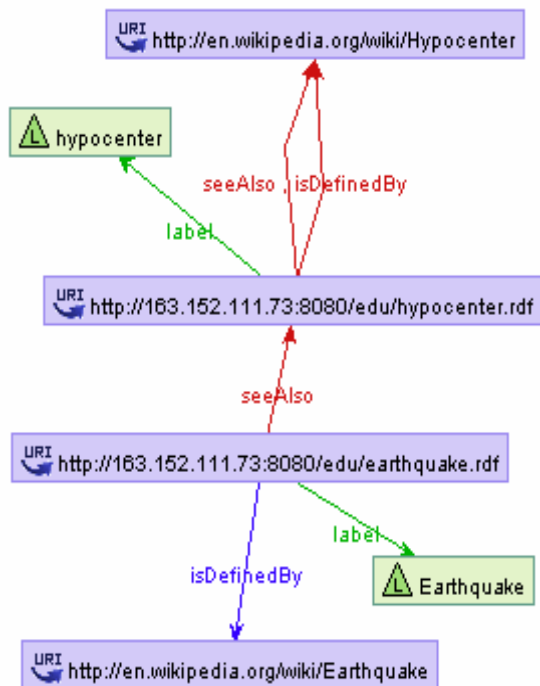 URI http://en.wikipedia.org/wiki/Hypocenter
L hypocenter
seeAlso , isDefinedBy
label
URI http://163.152.111.73:8080/edu/hypocenter.rdf
seeAlso
URI http://163.152.111.73:8080/edu/earthquake.rdf
label
isDefinedBy
L Earthquake
URI http://en.wikipedia.org/wiki/Earthquake